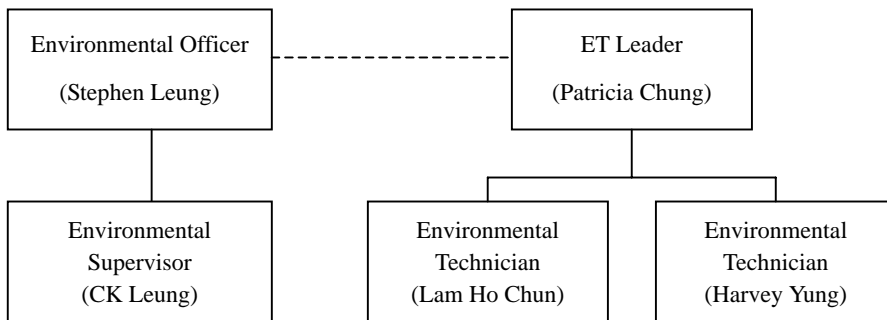 Environmental Officer
(Stephen Leung)
ET Leader
(Patricia Chung)
Environmental
Supervisor
(CK Leung)
Environmental
Technician
(Lam Ho Chun)
Environmental
Technician
(Harvey Yung)